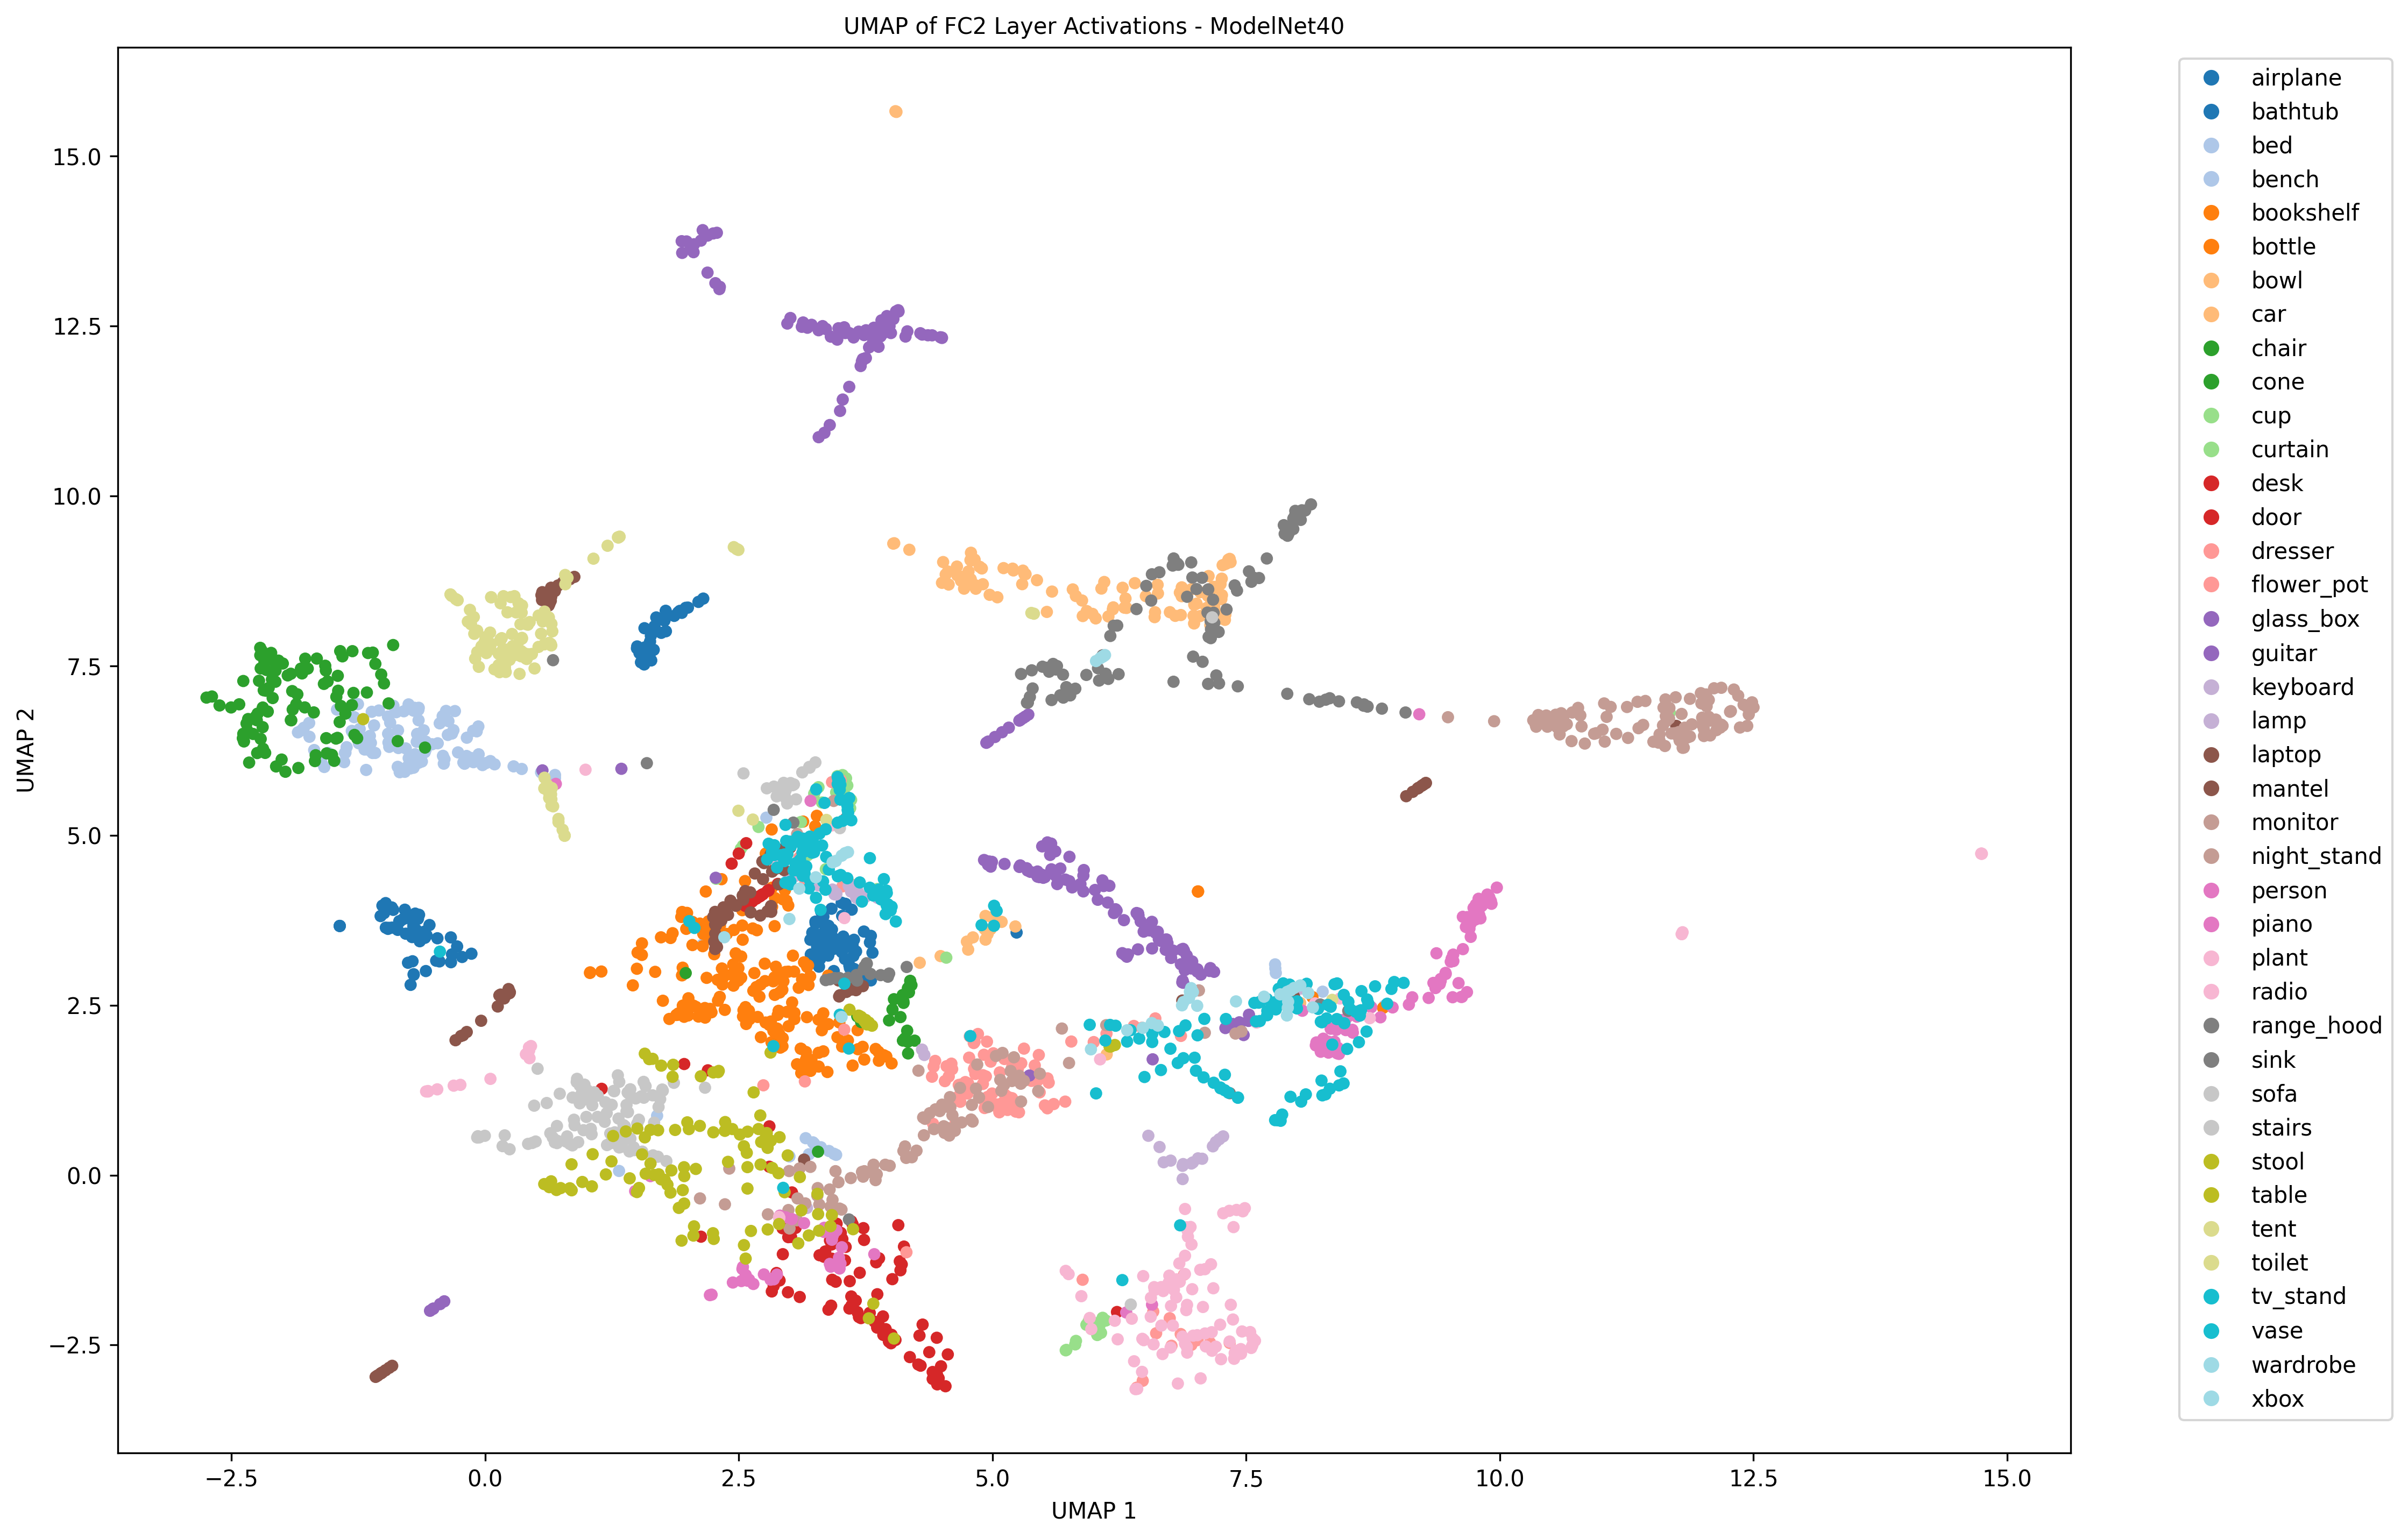 UMAP of FC2 Layer Activations - ModelNet40
15.0
12.5
10.0
7.5
5.0
2.5
0.0
−2.5
UMAP 2
−2.5
0.0
2.5
5.0
7.5
10.0
12.5
15.0
UMAP 1
airplane
bathtub
bed
bench
bookshelf
bottle
bowl
car
chair
cone
cup
curtain
desk
door
dresser
flower_pot
glass_box
guitar
keyboard
lamp
laptop
mantel
monitor
night_stand
person
piano
plant
radio
range_hood
sink
sofa
stairs
stool
table
tent
toilet
tv_stand
vase
wardrobe
xbox